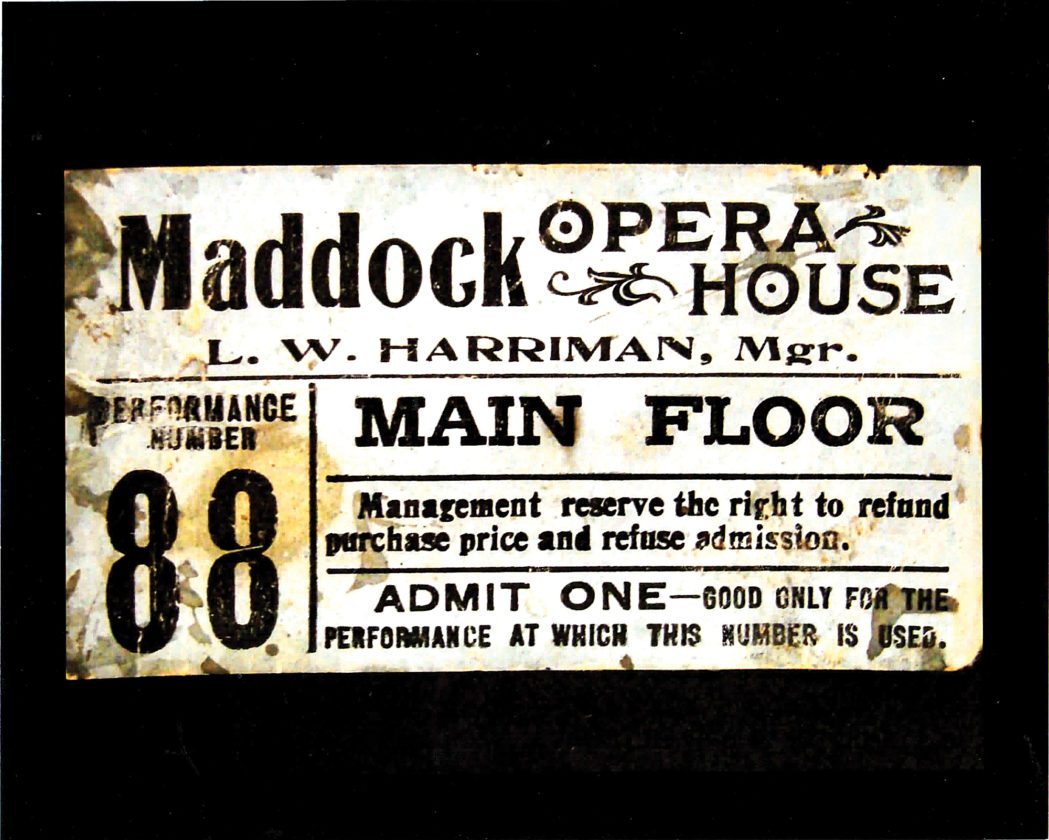 Maddock OPERA
HOUSE
L. W. HARRIMAN, Mgr.
PERFORMANCE
NUMBER
88
MAIN FLOOR
Management reserve the right to refund
purchase price and refuse admission.
ADMIT ONE—GOOD ONLY FOR THE
PERFORMANCE AT WHICH THIS NUMBER IS USED.